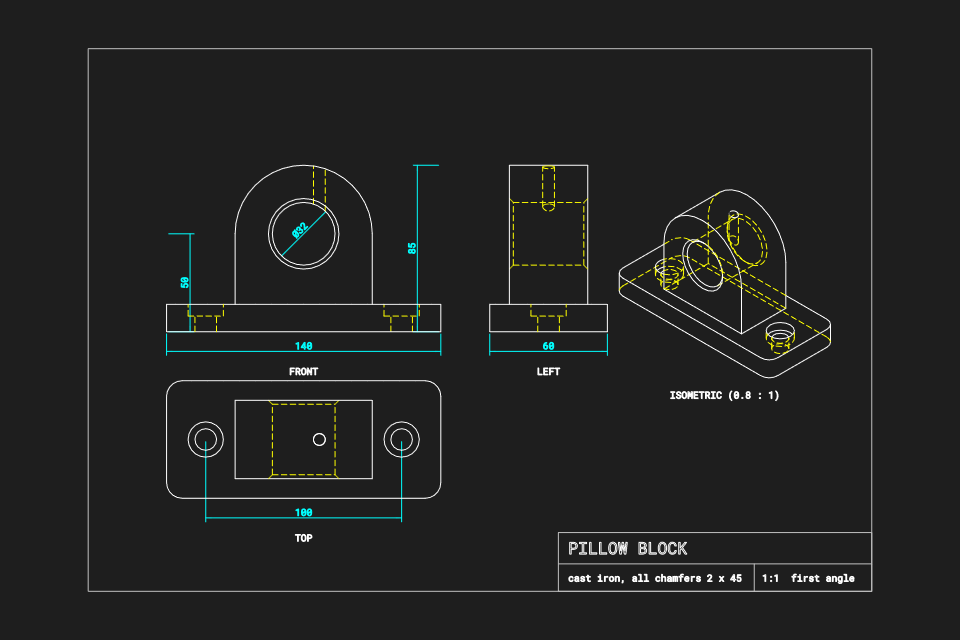 Ø32
85
50
140
60
FRONT
LEFT
ISOMETRIC (0.8 : 1)
100
TOP
PILLOW BLOCK
cast iron, all chamfers 2 x 45
1:1 first angle